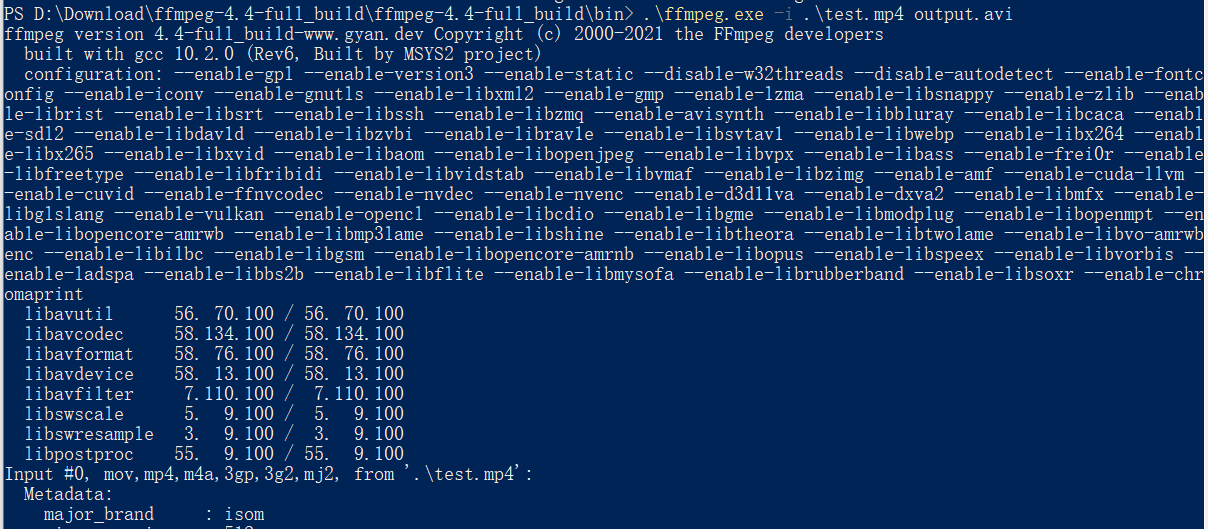 PS D:\Download\ffmpeg-4.4-full_build\ffmpeg-4.4-full_build\bin> .\ffmpeg.exe -i .\test.mp4 output.avi
ffmpeg version 4.4-full_build-www.gyan.dev Copyright (c) 2000-2021 the FFmpeg developers
  built with gcc 10.2.0 (Rev6, Built by MSYS2 project)
  configuration: --enable-gpl --enable-version3 --enable-static --disable-w32threads --disable-autodetect --enable-fontc
onfig --enable-iconv --enable-gnutls --enable-libxml2 --enable-gmp --enable-lzma --enable-libsnappy --enable-zlib --enab
le-librist --enable-libsrt --enable-libssh --enable-libzmq --enable-avisynth --enable-libbluray --enable-libcaca --enabl
e-sdl2 --enable-libdav1d --enable-libzvbi --enable-librav1e --enable-libsvtav1 --enable-libwebp --enable-libx264 --enabl
e-libx265 --enable-libxvid --enable-libaom --enable-libopenjpeg --enable-libvpx --enable-libass --enable-frei0r --enable
-libfreetype --enable-libfribidi --enable-libvidstab --enable-libvmaf --enable-libzimg --enable-amf --enable-cuda-llvm -
-enable-cuvid --enable-ffnvcodec --enable-nvdec --enable-nvenc --enable-d3d11va --enable-dxva2 --enable-libmfx --enable-
libglslang --enable-vulkan --enable-opencl --enable-libcdio --enable-libgme --enable-libmodplug --enable-libopenmpt --en
able-libopencore-amrwb --enable-libmp3lame --enable-libshine --enable-libtheora --enable-libtwolame --enable-libvo-amrwb
enc --enable-libilbc --enable-libgsm --enable-libopencore-amrnb --enable-libopus --enable-libspeex --enable-libvorbis --
enable-ladspa --enable-libbs2b --enable-libflite --enable-libmysofa --enable-librubberband --enable-libsoxr --enable-chr
omaprint
  libavutil      56. 70.100 / 56. 70.100
  libavcodec     58.134.100 / 58.134.100
  libavformat    58. 76.100 / 58. 76.100
  libavdevice    58. 13.100 / 58. 13.100
  libavfilter     7.110.100 /  7.110.100
  libswscale      5.  9.100 /  5.  9.100
  libswresample   3.  9.100 /  3.  9.100
  libpostproc    55.  9.100 / 55.  9.100
Input #0, mov,mp4,m4a,3gp,3g2,mj2, from '.\test.mp4':
  Metadata:
    major_brand     : isom